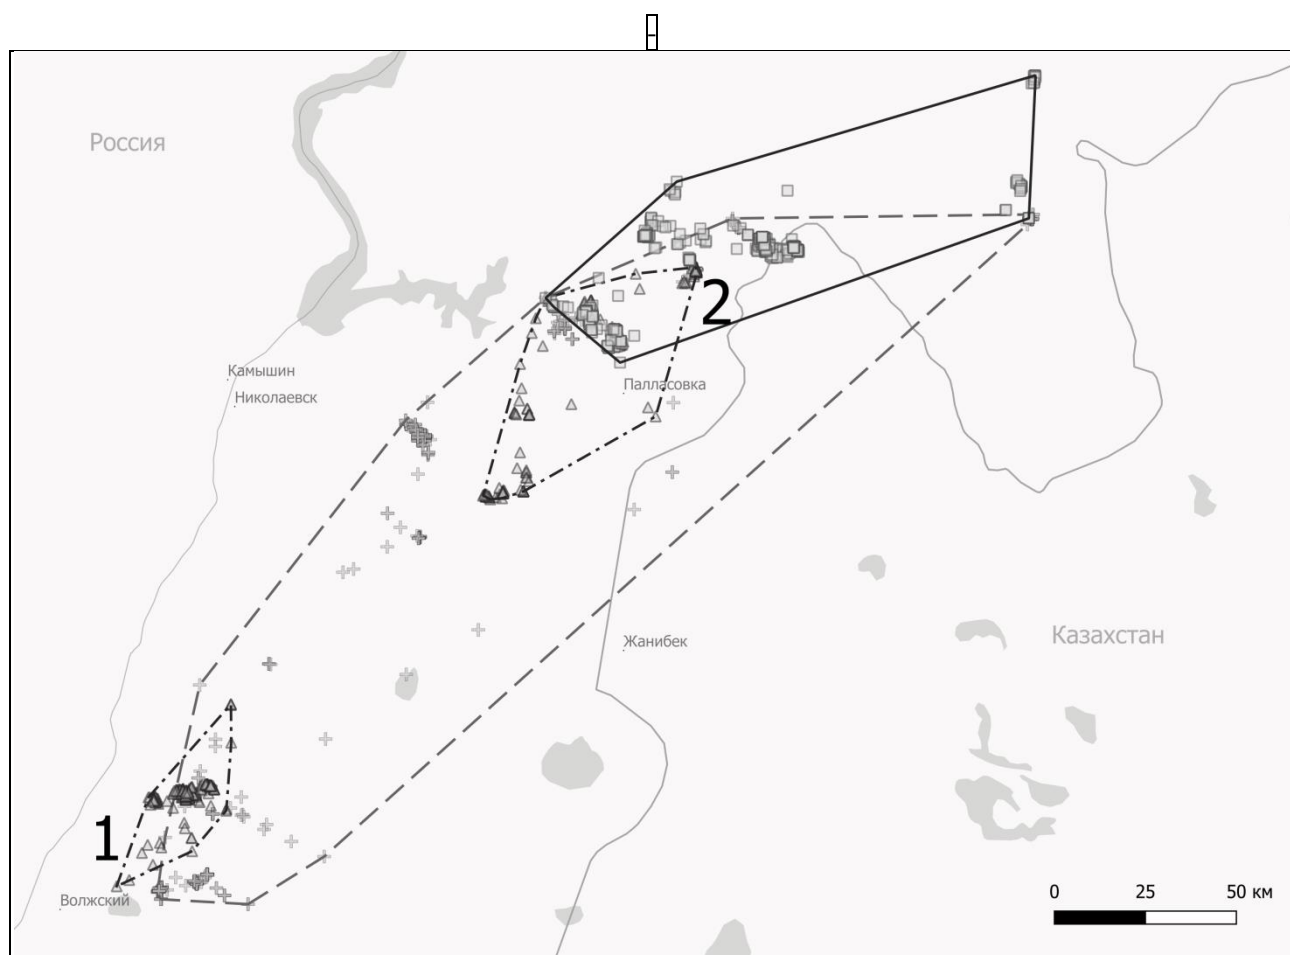 Россия
2
Камышин
Николаевск
Палласовка
Жанибек
Казахстан
1
Волжский
0 25 50 км